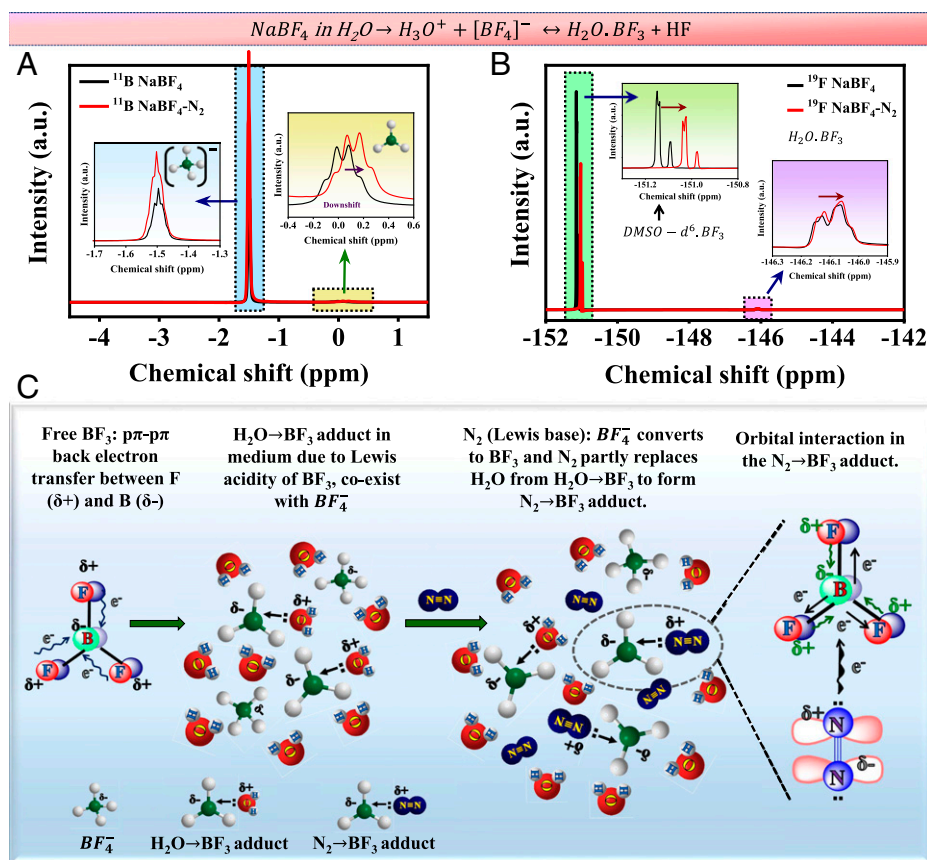 NaBF₄ in H₂O → H₃O⁺ + [BF₄]⁻ ↔ H₂O.BF₃ + HF
A
¹¹B NaBF₄
¹¹B NaBF₄-N₂
Intensity (a.u.)
Chemical shift (ppm)
-4 -3 -2 -1 0 1
Intensity (a.u.)
−
-1.7 -1.6 -1.5 -1.4 -1.3
Chemical shift (ppm)
Intensity (a.u.)
Downshift
-0.4 -0.2 0.0 0.2 0.4 0.6
Chemical shift (ppm)
B
¹⁹F NaBF₄
¹⁹F NaBF₄-N₂
Intensity (a.u.)
Chemical shift (ppm)
-152 -150 -148 -146 -144 -142
Intensity (a.u.)
-151.2 -151.0 -150.8
Chemical shift (ppm)
DMSO − d⁶.BF₃
H₂O.BF₃
Intensity (a.u.)
-146.3 -146.2 -146.1 -146.0 -145.9
Chemical shift (ppm)
C
Free BF₃: pπ-pπ
back electron
transfer between F
(δ+) and B (δ-)
H₂O→BF₃ adduct in
medium due to Lewis
acidity of BF₃, co-exist
with BF₄⁻
N₂ (Lewis base): BF₄⁻ converts
to BF₃ and N₂ partly replaces
H₂O from H₂O→BF₃ to form
N₂→BF₃ adduct.
Orbital interaction in
the N₂→BF₃ adduct.
δ+
F
e⁻
δ-
B
e⁻
F
e⁻
F
δ+
δ+
δ-
δ+
H
O
H
δ-
δ+
N≡N
δ-
δ+
N≡N
δ+
F
δ-
e⁻
B
e⁻
e⁻
δ+
F
F
δ+
e⁻
δ+
N
N
δ-
BF₄⁻
H₂O→BF₃ adduct
N₂→BF₃ adduct